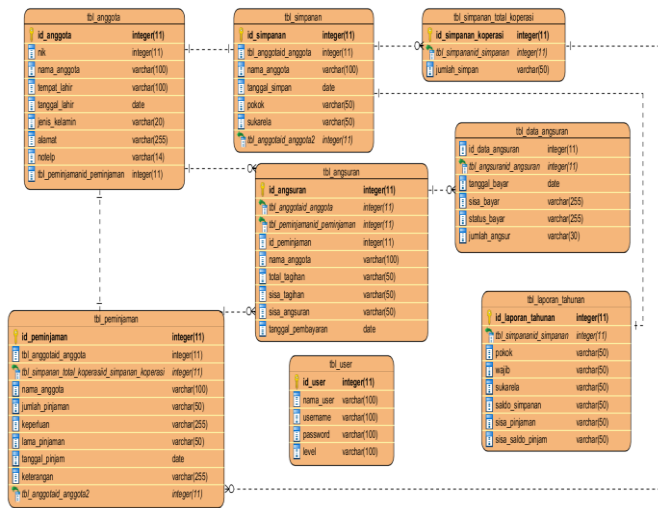 tbl_anggota
id_anggota integer(11)
nik integer(11)
nama_anggota varchar(100)
tempat_lahir varchar(100)
tanggal_lahir date
jenis_kelamin varchar(20)
alamat varchar(255)
notelp varchar(14)
tbl_peminjamanid_peminjaman integer(11)
tbl_simpanan
id_simpanan integer(11)
tbl_anggotaid_anggota integer(11)
nama_anggota varchar(100)
tanggal_simpan date
pokok varchar(50)
sukarela varchar(50)
tbl_anggotaid_anggota2 integer(11)
tbl_simpanan_total_koperasi
id_simpanan_koperasi integer(11)
tbl_simpananid_simpanan integer(11)
jumlah_simpan varchar(50)
tbl_data_angsuran
id_data_angsuran integer(11)
tbl_angsuranid_angsuran integer(11)
tanggal_bayar date
sisa_bayar varchar(255)
status_bayar varchar(255)
jumlah_angsur varchar(30)
tbl_angsuran
id_angsuran integer(11)
tbl_anggotaid_anggota integer(11)
tbl_peminjamanid_peminjaman integer(11)
id_peminjaman integer(11)
nama_anggota varchar(100)
total_tagihan varchar(50)
sisa_tagihan varchar(50)
sisa_angsuran varchar(50)
tanggal_pembayaran date
tbl_peminjaman
id_peminjaman integer(11)
tbl_anggotaid_anggota integer(11)
tbl_simpanan_total_koperasiid_simpanan_koperasi integer(11)
nama_anggota varchar(100)
jumlah_pinjaman varchar(50)
keperluan varchar(255)
lama_pinjaman varchar(50)
tanggal_pinjam date
keterangan varchar(255)
tbl_anggotaid_anggota2 integer(11)
tbl_user
id_user integer(11)
nama_user varchar(100)
username varchar(100)
password varchar(100)
level varchar(100)
tbl_laporan_tahunan
id_laporan_tahunan integer(11)
tbl_simpananid_simpanan integer(11)
pokok varchar(50)
wajib varchar(50)
sukarela varchar(50)
saldo_simpanan varchar(50)
sisa_pinjaman varchar(50)
sisa_saldo_pinjam varchar(50)